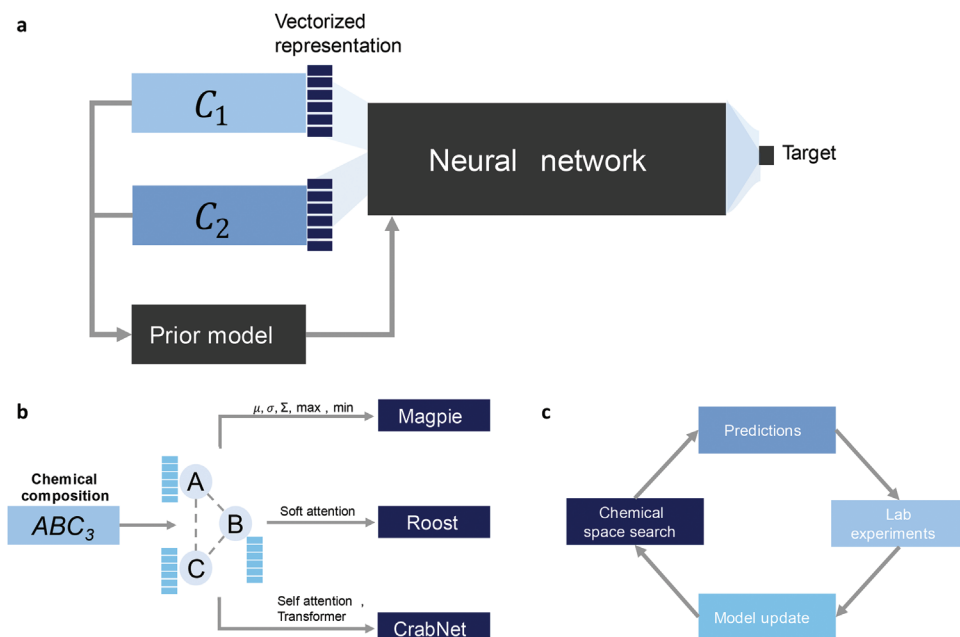 a
Vectorized
representation
C₁
Neural network
Target
C₂
Prior model
b
μ, σ, Σ, max , min
Magpie
Chemical
composition
ABC₃
A
B
C
Soft attention
Roost
Self attention ,
Transformer
CrabNet
c
Predictions
Chemical
space search
Lab
experiments
Model update